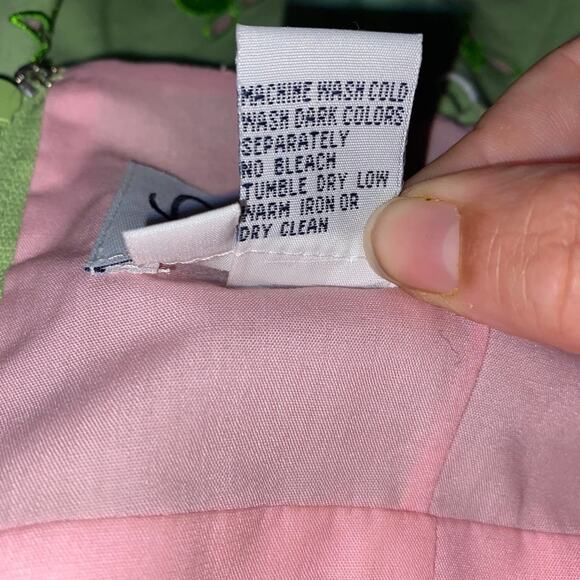 MACHINE WASH COLD
WASH DARK COLORS
SEPARATELY
NO BLEACH
TUMBLE DRY LOW
WARM IRON OR
DRY CLEAN